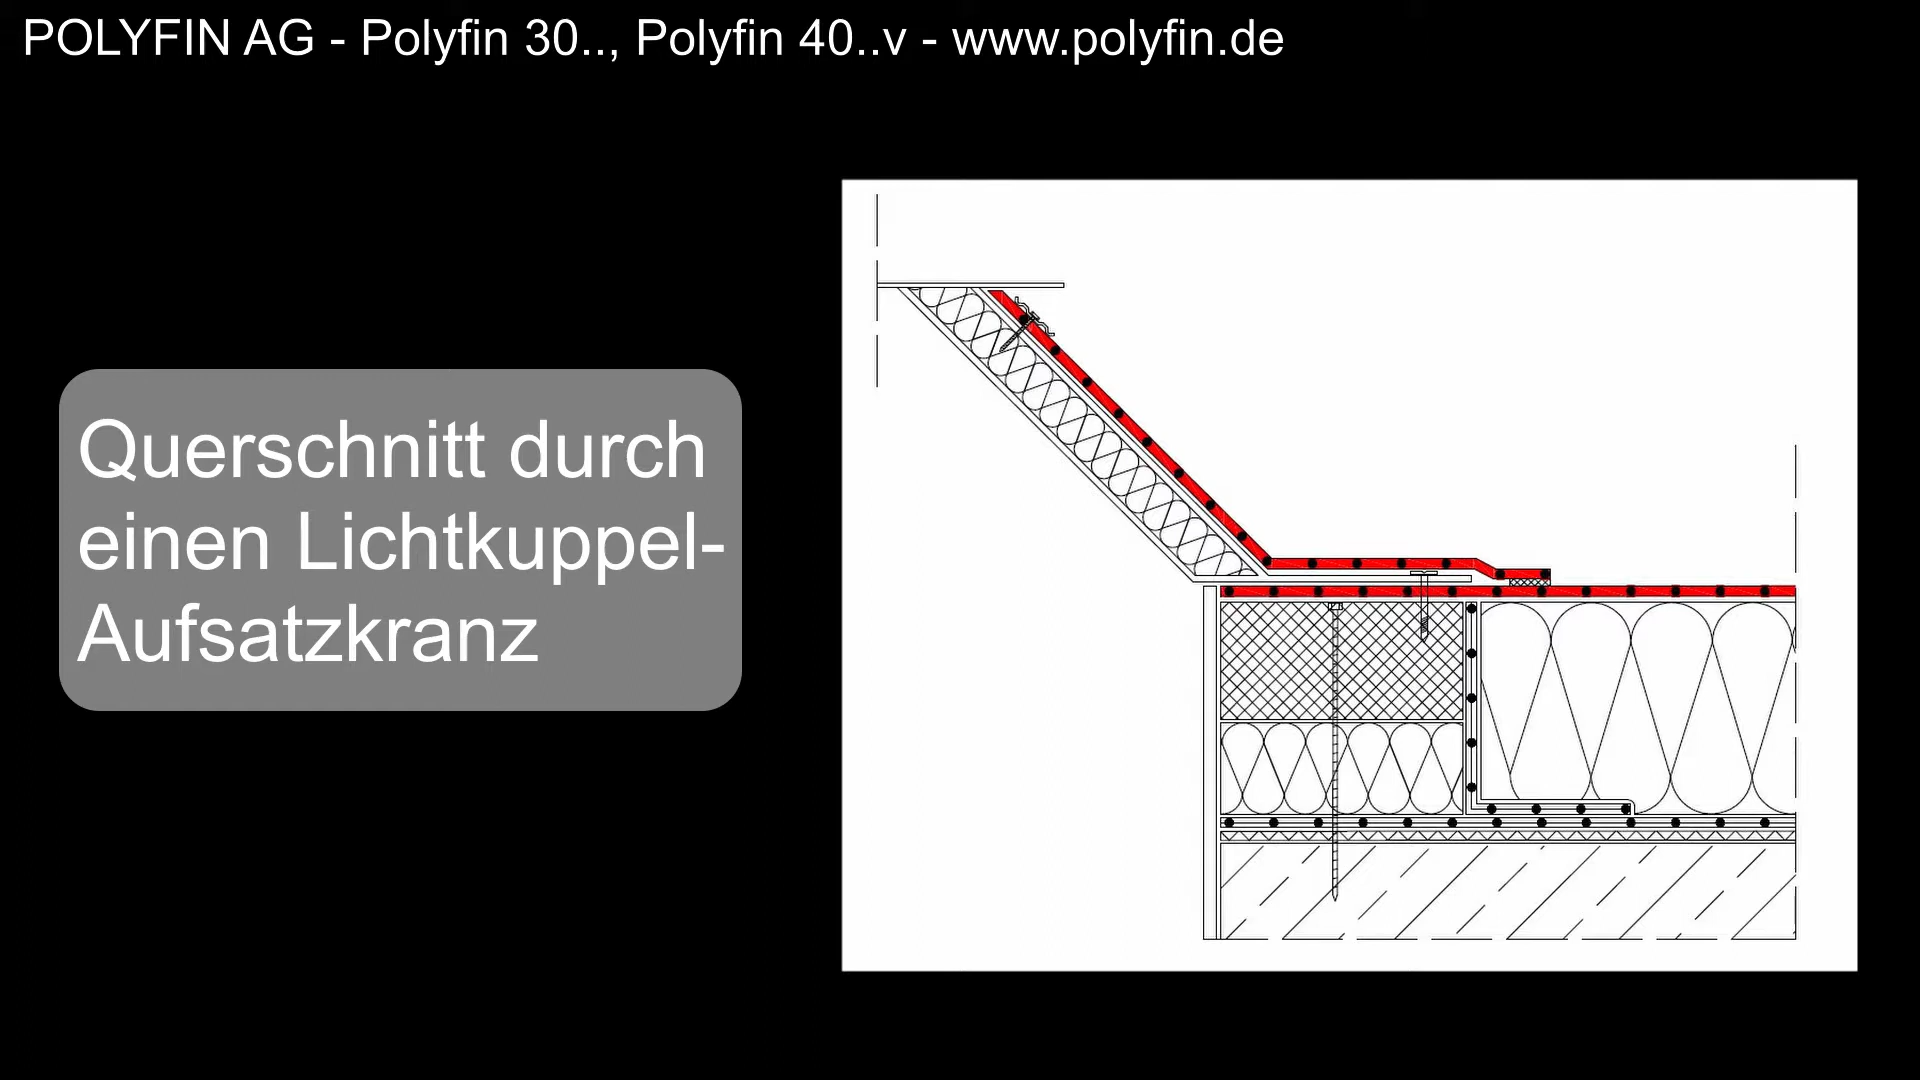 POLYFIN AG - Polyfin 30.., Polyfin 40..v - www.polyfin.de
Querschnitt durch
einen Lichtkuppel-
Aufsatzkranz